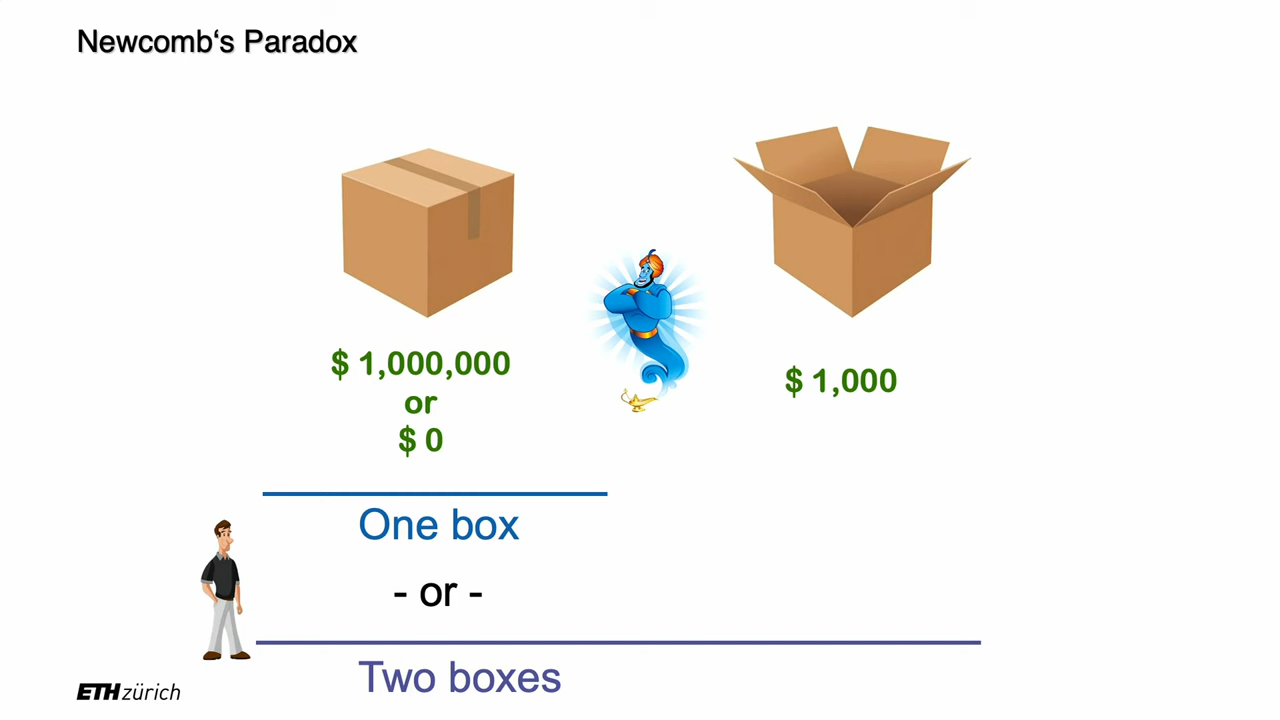 Newcomb‘s Paradox
$ 1,000,000
or
$ 0
$ 1,000
One box
- or -
Two boxes
ETH zürich